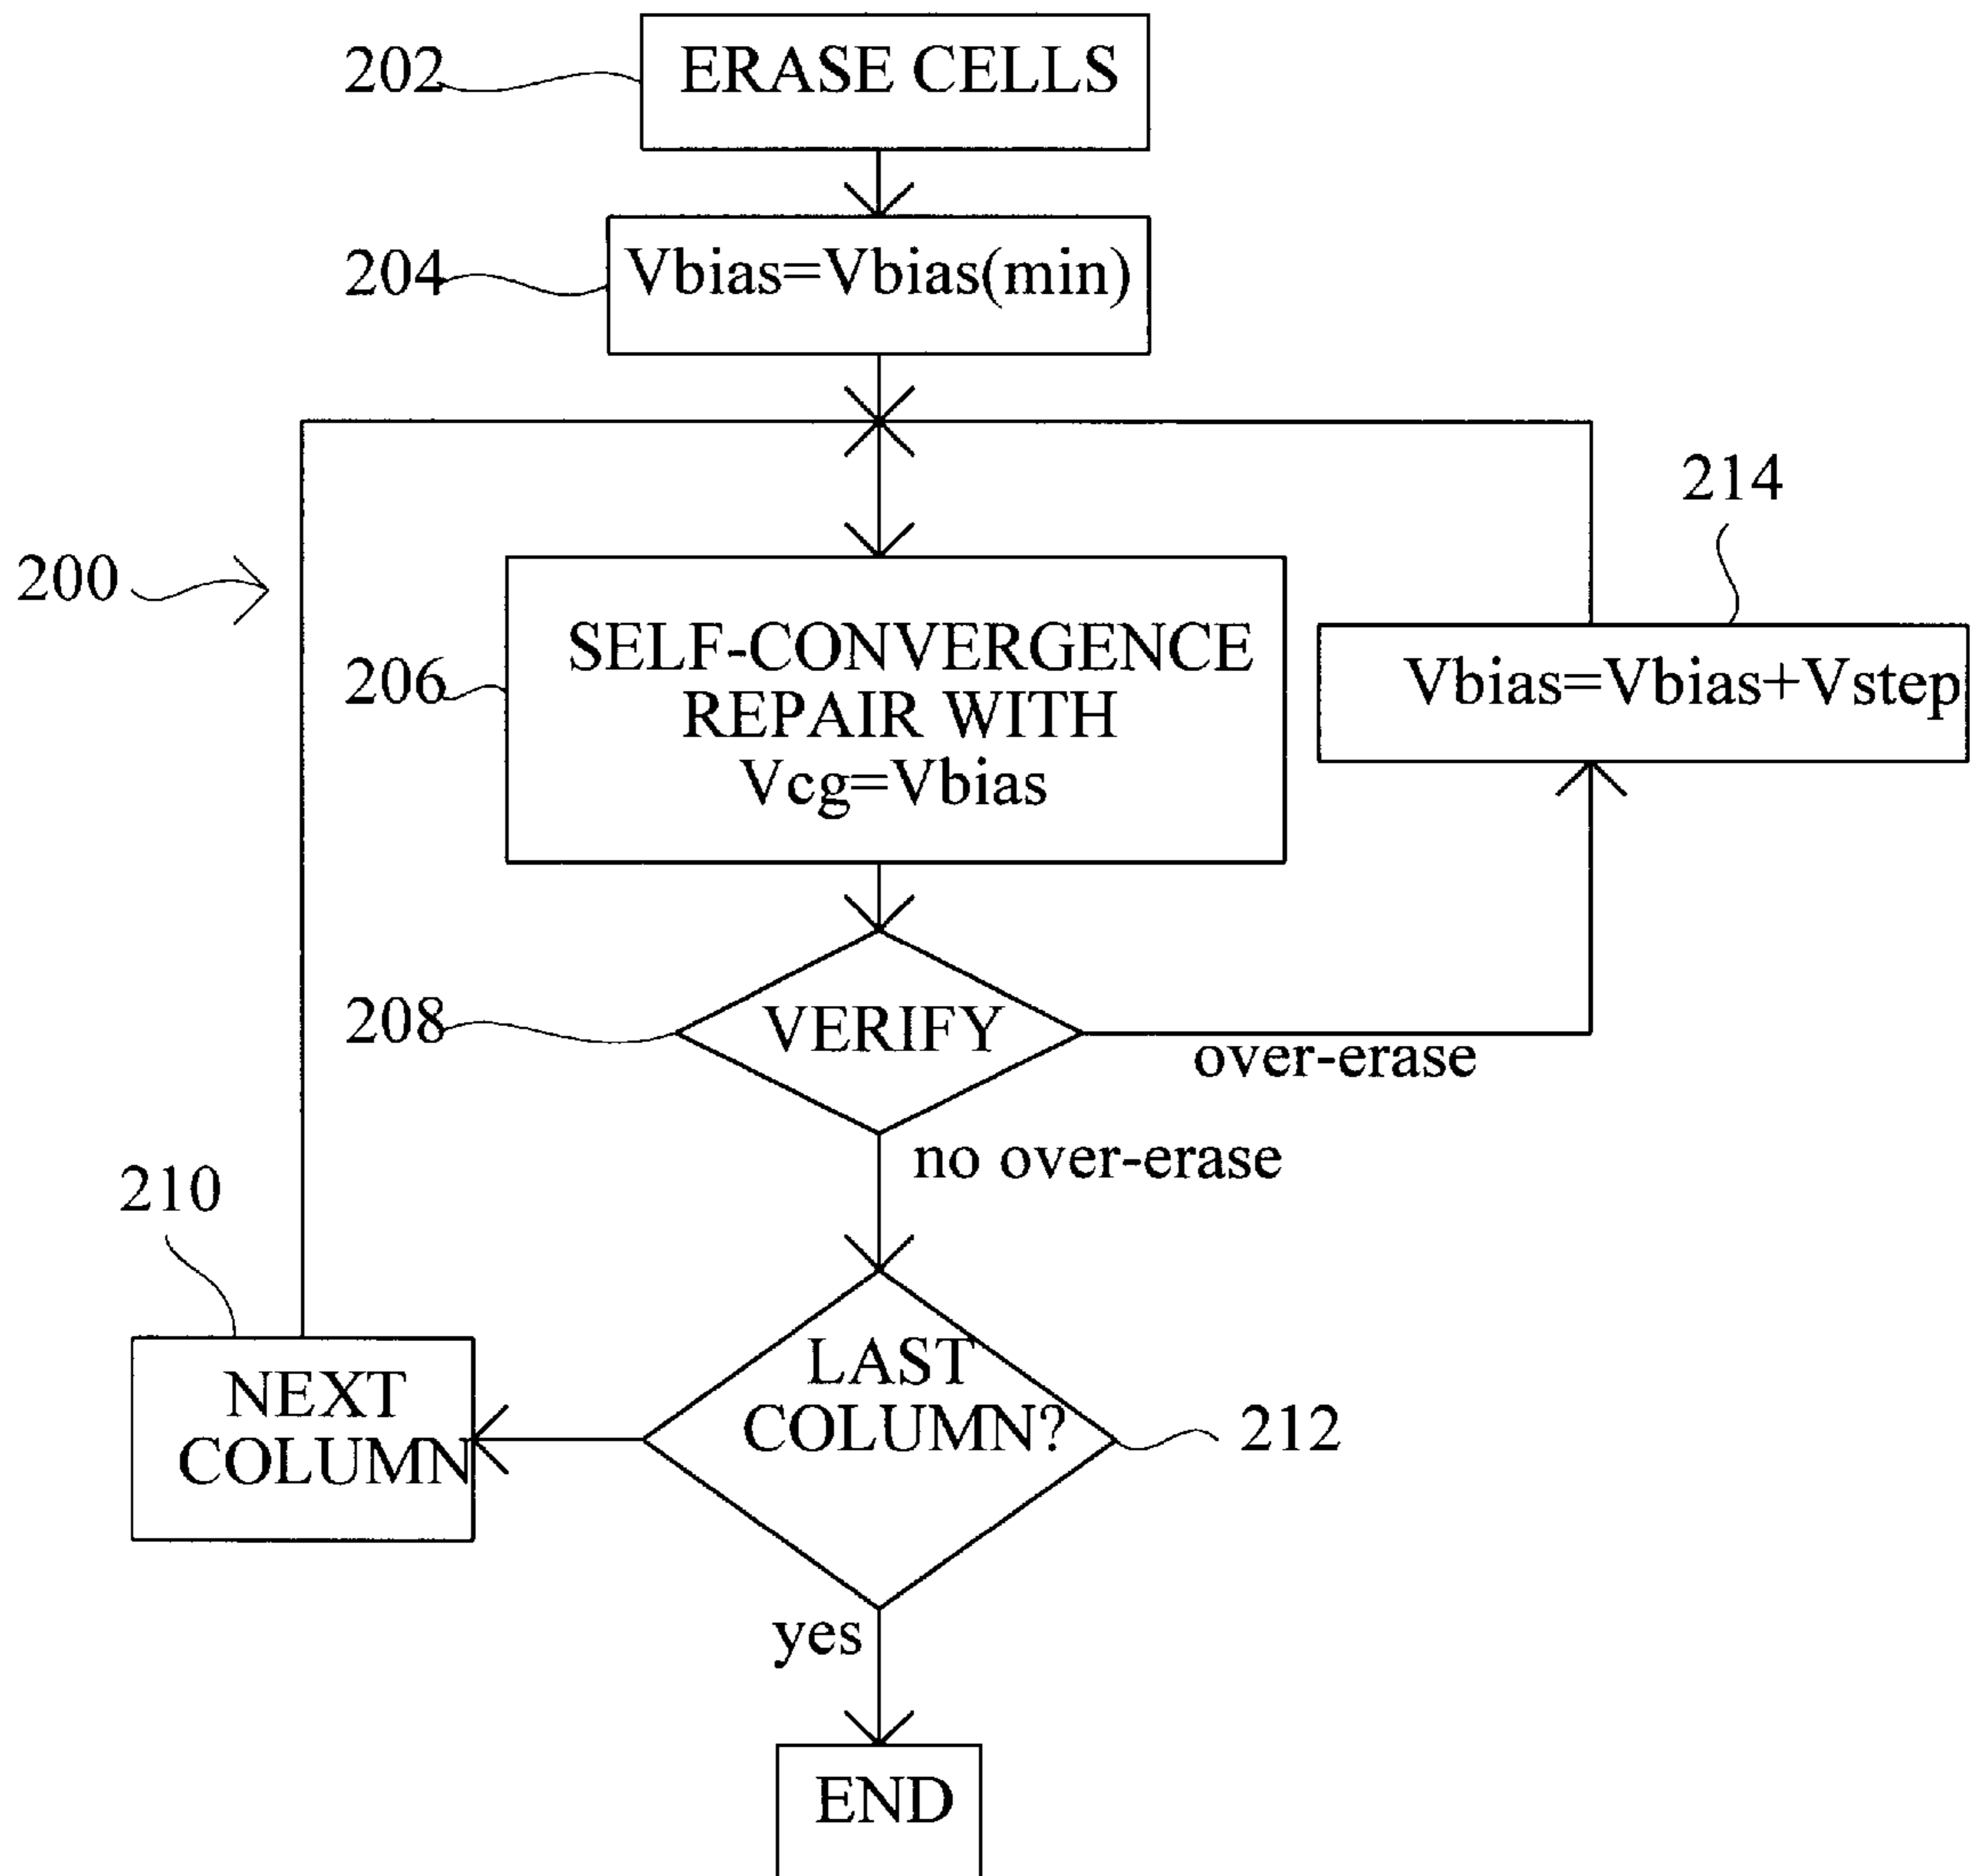 202
ERASE CELLS
204
Vbias=Vbias(min)
214
200
206
SELF-CONVERGENCE
REPAIR WITH
Vcg=Vbias
Vbias=Vbias+Vstep
208
VERIFY
over-erase
no over-erase
210
NEXT
COLUMN
LAST
COLUMN?
212
yes
END